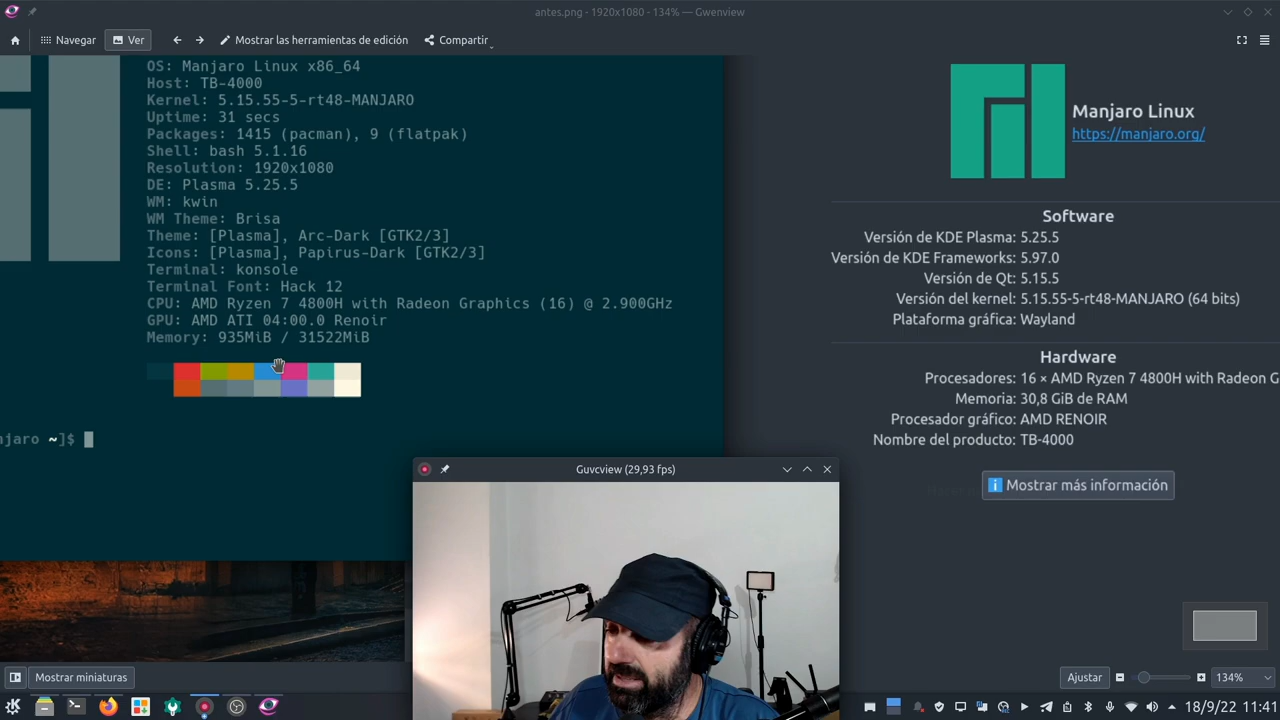 antes.png - 1920x1080 - 134% — Gwenview
Navegar
Ver
Mostrar las herramientas de edición
Compartir
OS: Manjaro Linux x86_64
Host: TB-4000
Kernel: 5.15.55-5-rt48-MANJARO
Uptime: 31 secs
Packages: 1415 (pacman), 9 (flatpak)
Shell: bash 5.1.16
Resolution: 1920x1080
DE: Plasma 5.25.5
WM: kwin
WM Theme: Brisa
Theme: [Plasma], Arc-Dark [GTK2/3]
Icons: [Plasma], Papirus-Dark [GTK2/3]
Terminal: konsole
Terminal Font: Hack 12
CPU: AMD Ryzen 7 4800H with Radeon Graphics (16) @ 2.900GHz
GPU: AMD ATI 04:00.0 Renoir
Memory: 935MiB / 31522MiB
njaro ~]$
Manjaro Linux
https://manjaro.org/
Software
Versión de KDE Plasma: 5.25.5
Versión de KDE Frameworks: 5.97.0
Versión de Qt: 5.15.5
Versión del kernel: 5.15.55-5-rt48-MANJARO (64 bits)
Plataforma gráfica: Wayland
Hardware
Procesadores: 16 × AMD Ryzen 7 4800H with Radeon G
Memoria: 30,8 GiB de RAM
Procesador gráfico: AMD RENOIR
Nombre del producto: TB-4000
Mostrar más información
Guvcview (29,93 fps)
Mostrar miniaturas
Ajustar
134%
18/9/22 11:41